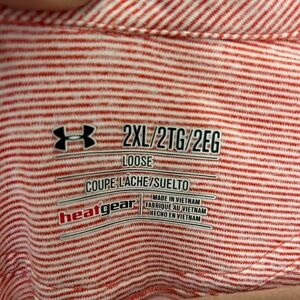 2XL/2TG/2EG
LOOSE
COUPE LÂCHE/SUELTO
heatgear
MADE IN VIETNAM
FABRIQUÉ AU VIETNAM
HECHO EN VIETNAM